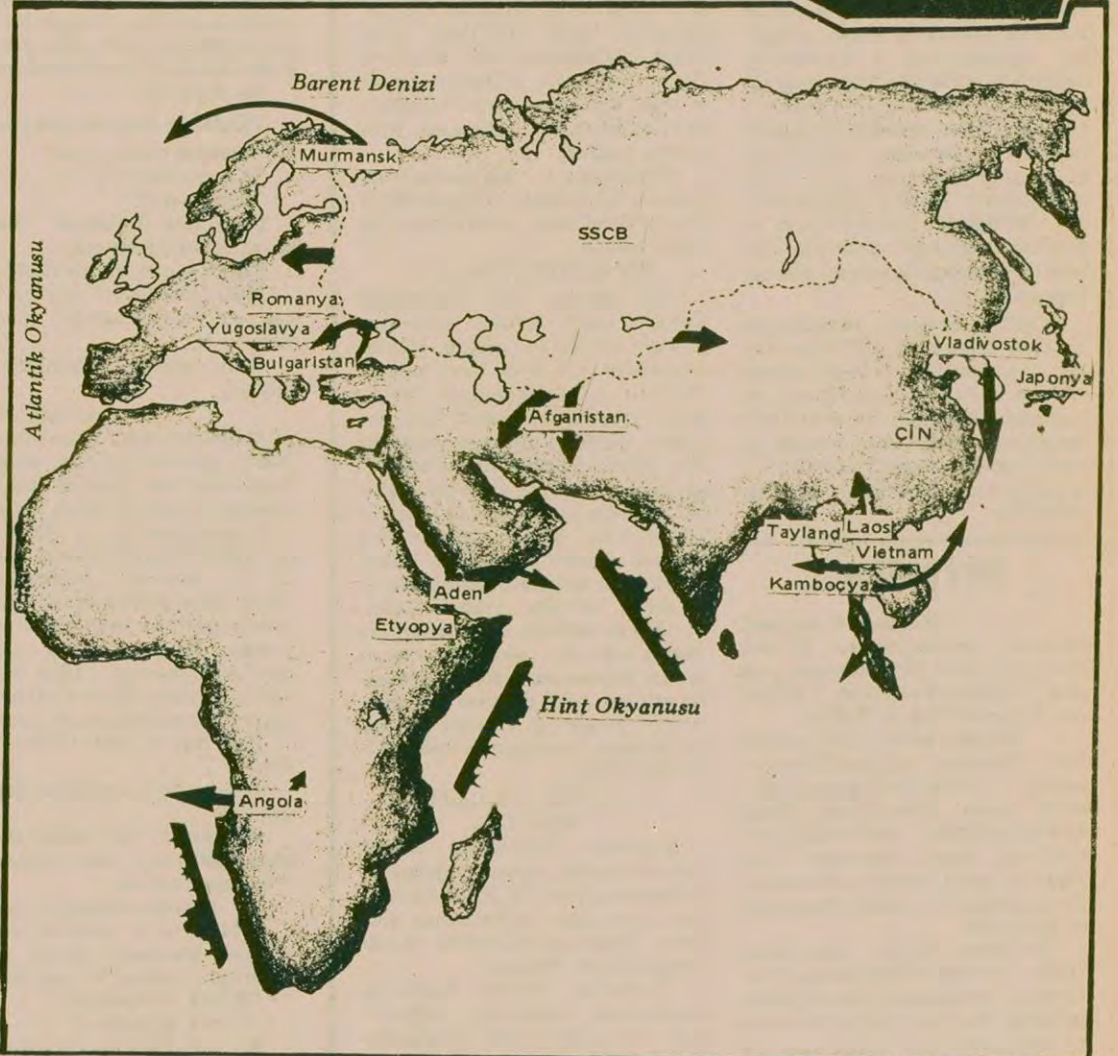 Barent Denizi
Murmansk
Atlantik Okyanusu
SSCB
Romanya
Yugoslavya
Bulgaristan
Vladivostok
Japonya
Afganistan
ÇİN
Tayland
Laos
Vietnam
Kamboçya
Aden
Etyopya
Hint Okyanusu
Angola